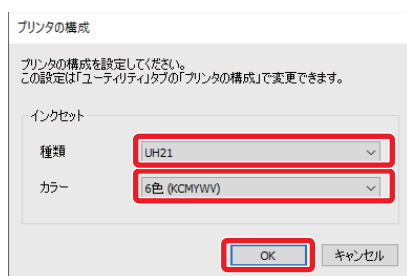 プリンタの構成
プリンタの構成を設定してください。
この設定は「ユーティリティ」タブの「プリンタの構成」で変更できます。
インクセット
種類
UH21
カラー
6色 (KCMYWV)
OK
キャンセル